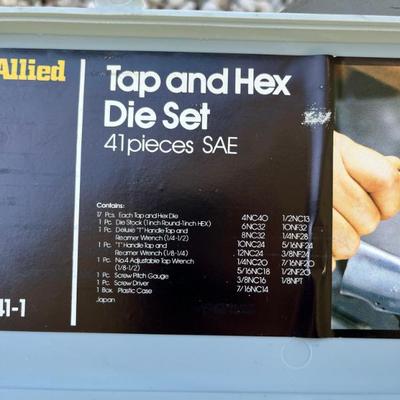 Allied
Tap and Hex
Die Set
41 pieces SAE
Contains:
17 Pcs. Each Tap and Hex Die
1 Pc. Die Stock (1inch Round-1inch HEX)
1 Pc. Deluxe "T" Handle Tap and
Reamer Wrench (1/4-1/2)
1 Pc. "T" Handle Tap and
Reamer Wrench (1/8-1/4)
1 Pc. No.4 Adjustable Tap Wrench
(1/8-1/2)
1 Pc. Screw Pitch Gauge
1 Pc. Screw Driver
1 Box. Plastic Case
Japan
4NC40 1/2NC13
6NC32 10NF32
8NC32 1/4NF28
10NC24 5/16NF24
12NC24 3/8NF24
1/4NC20 7/16NF20
5/16NC18 1/2NF20
3/8NC16 1/8NPT
7/16NC14
41-1